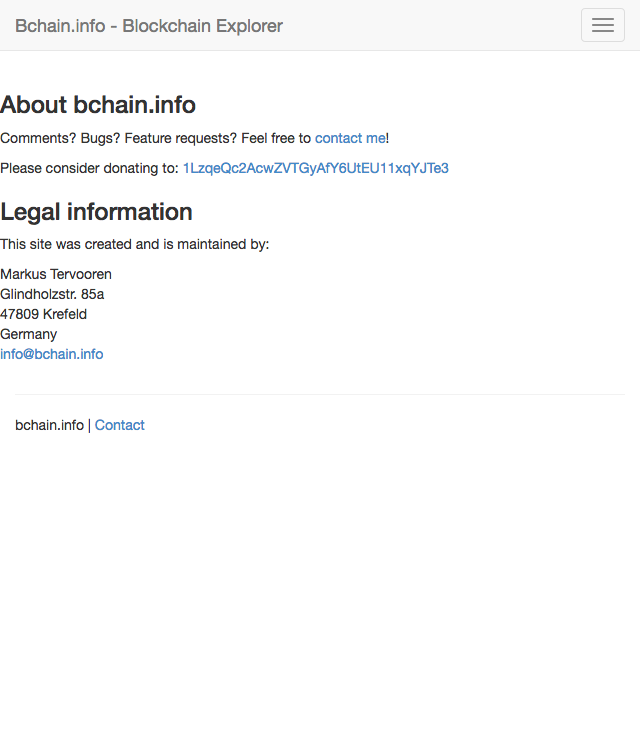 Bchain.info - Blockchain Explorer
About bchain.info
Comments? Bugs? Feature requests? Feel free to contact me!
Please consider donating to: 1LzqeQc2AcwZVTGyAfY6UtEU11xqYJTe3
Legal information
This site was created and is maintained by:
Markus Tervooren
Glindholzstr. 85a
47809 Krefeld
Germany
info@bchain.info
bchain.info | Contact